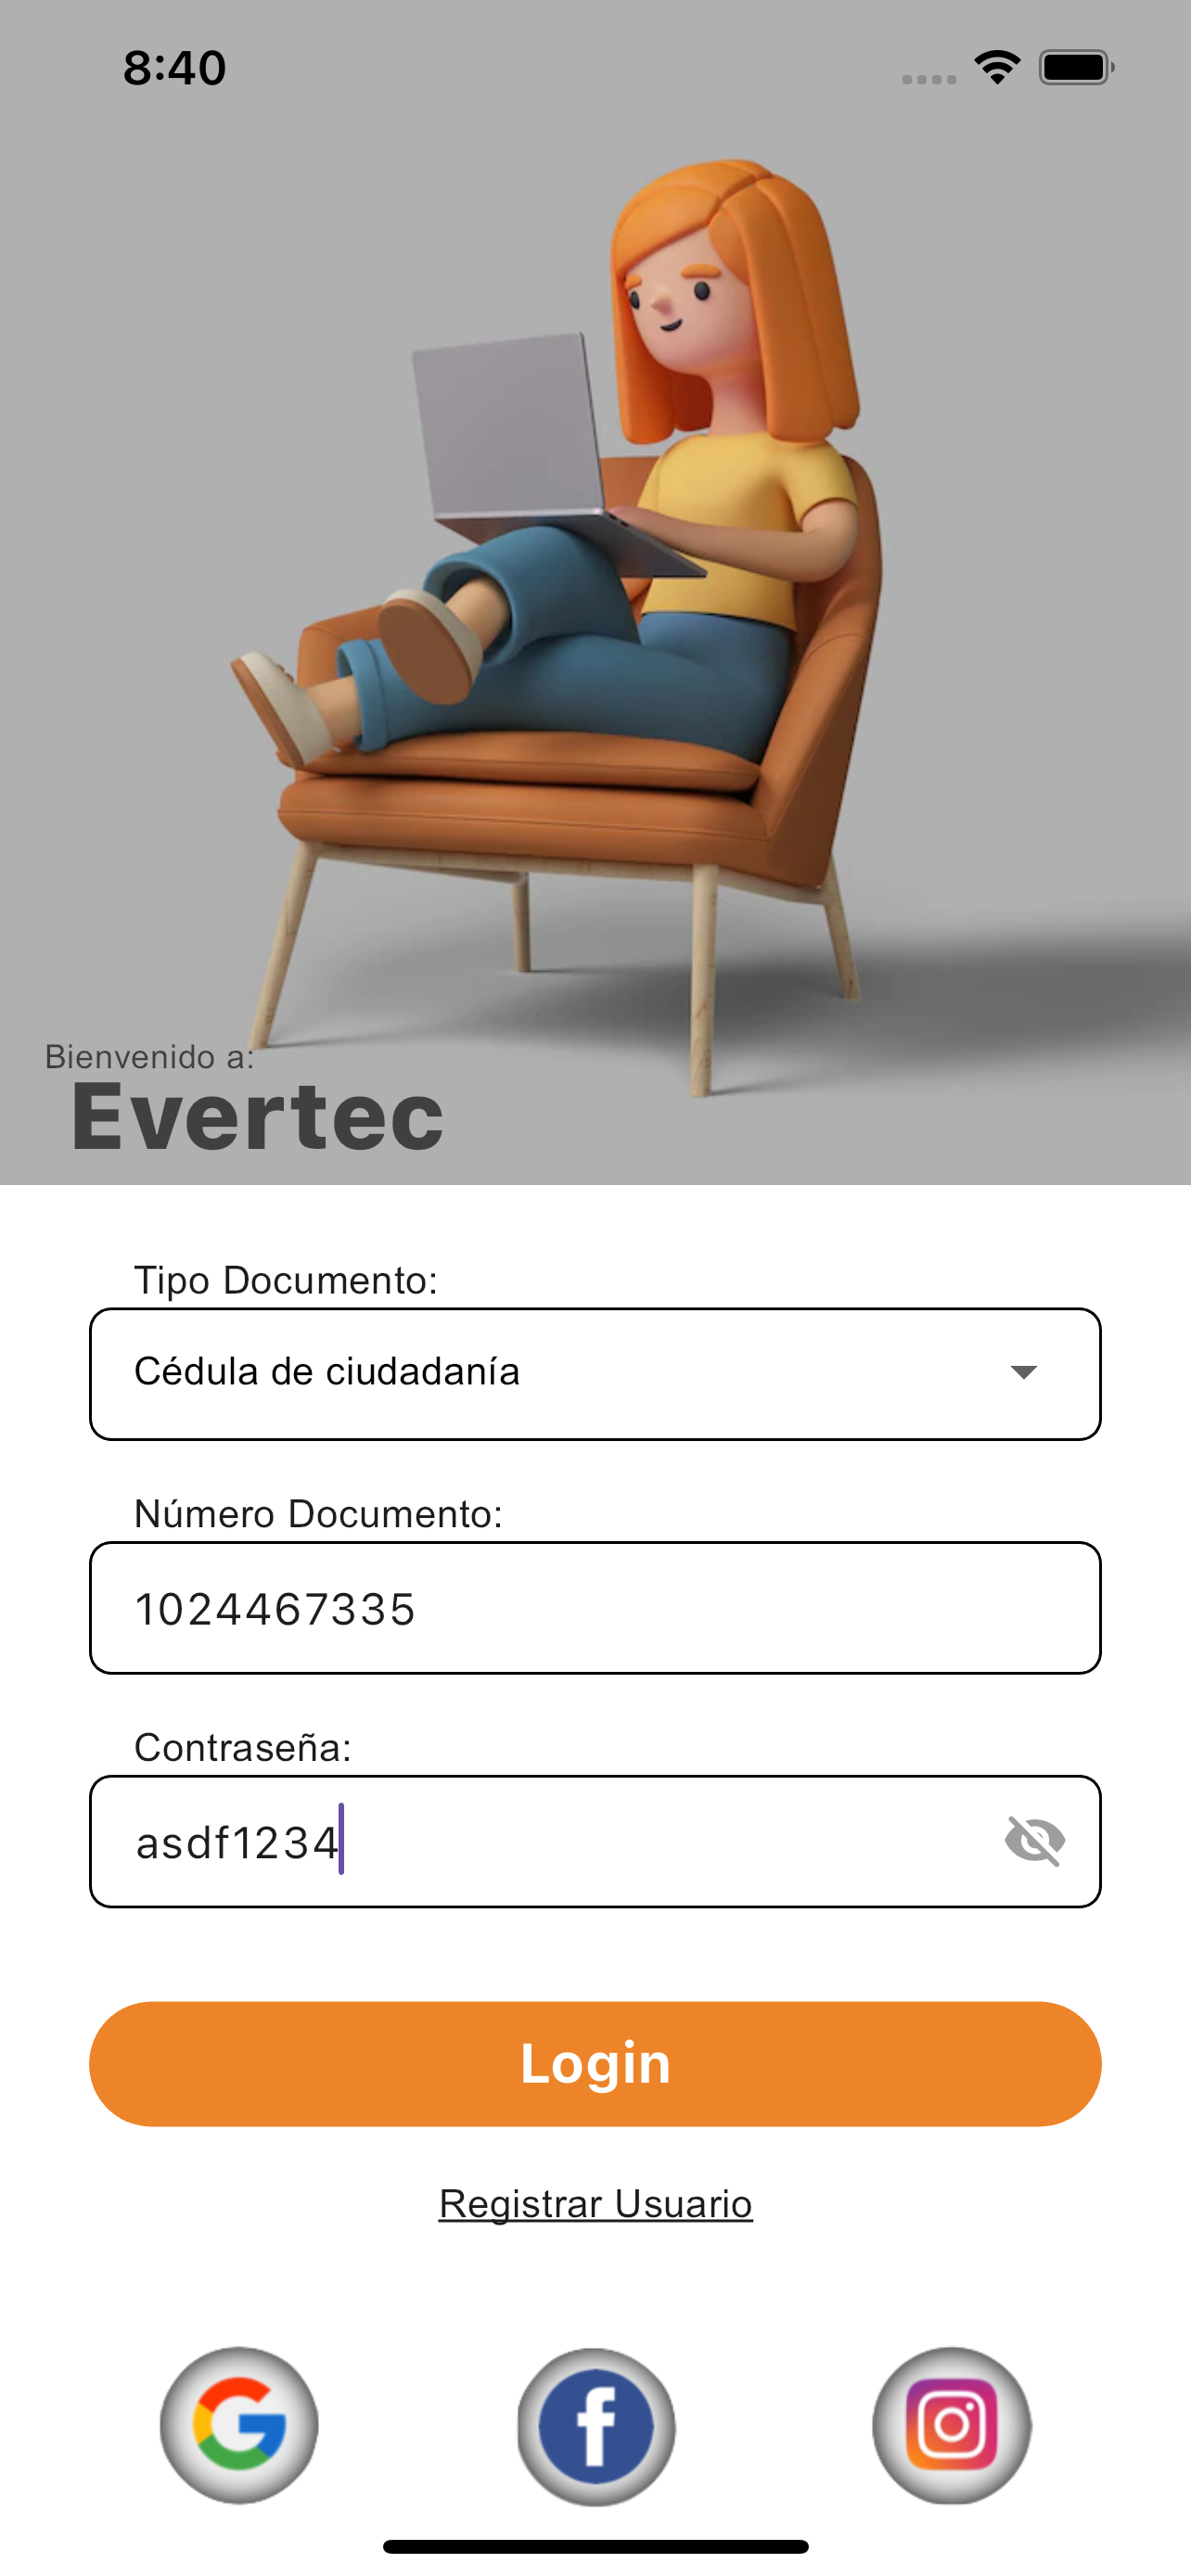 8:40
Bienvenido a:
Evertec
Tipo Documento:
Cédula de ciudadanía
Número Documento:
1024467335
Contraseña:
asdf1234
Login
Registrar Usuario